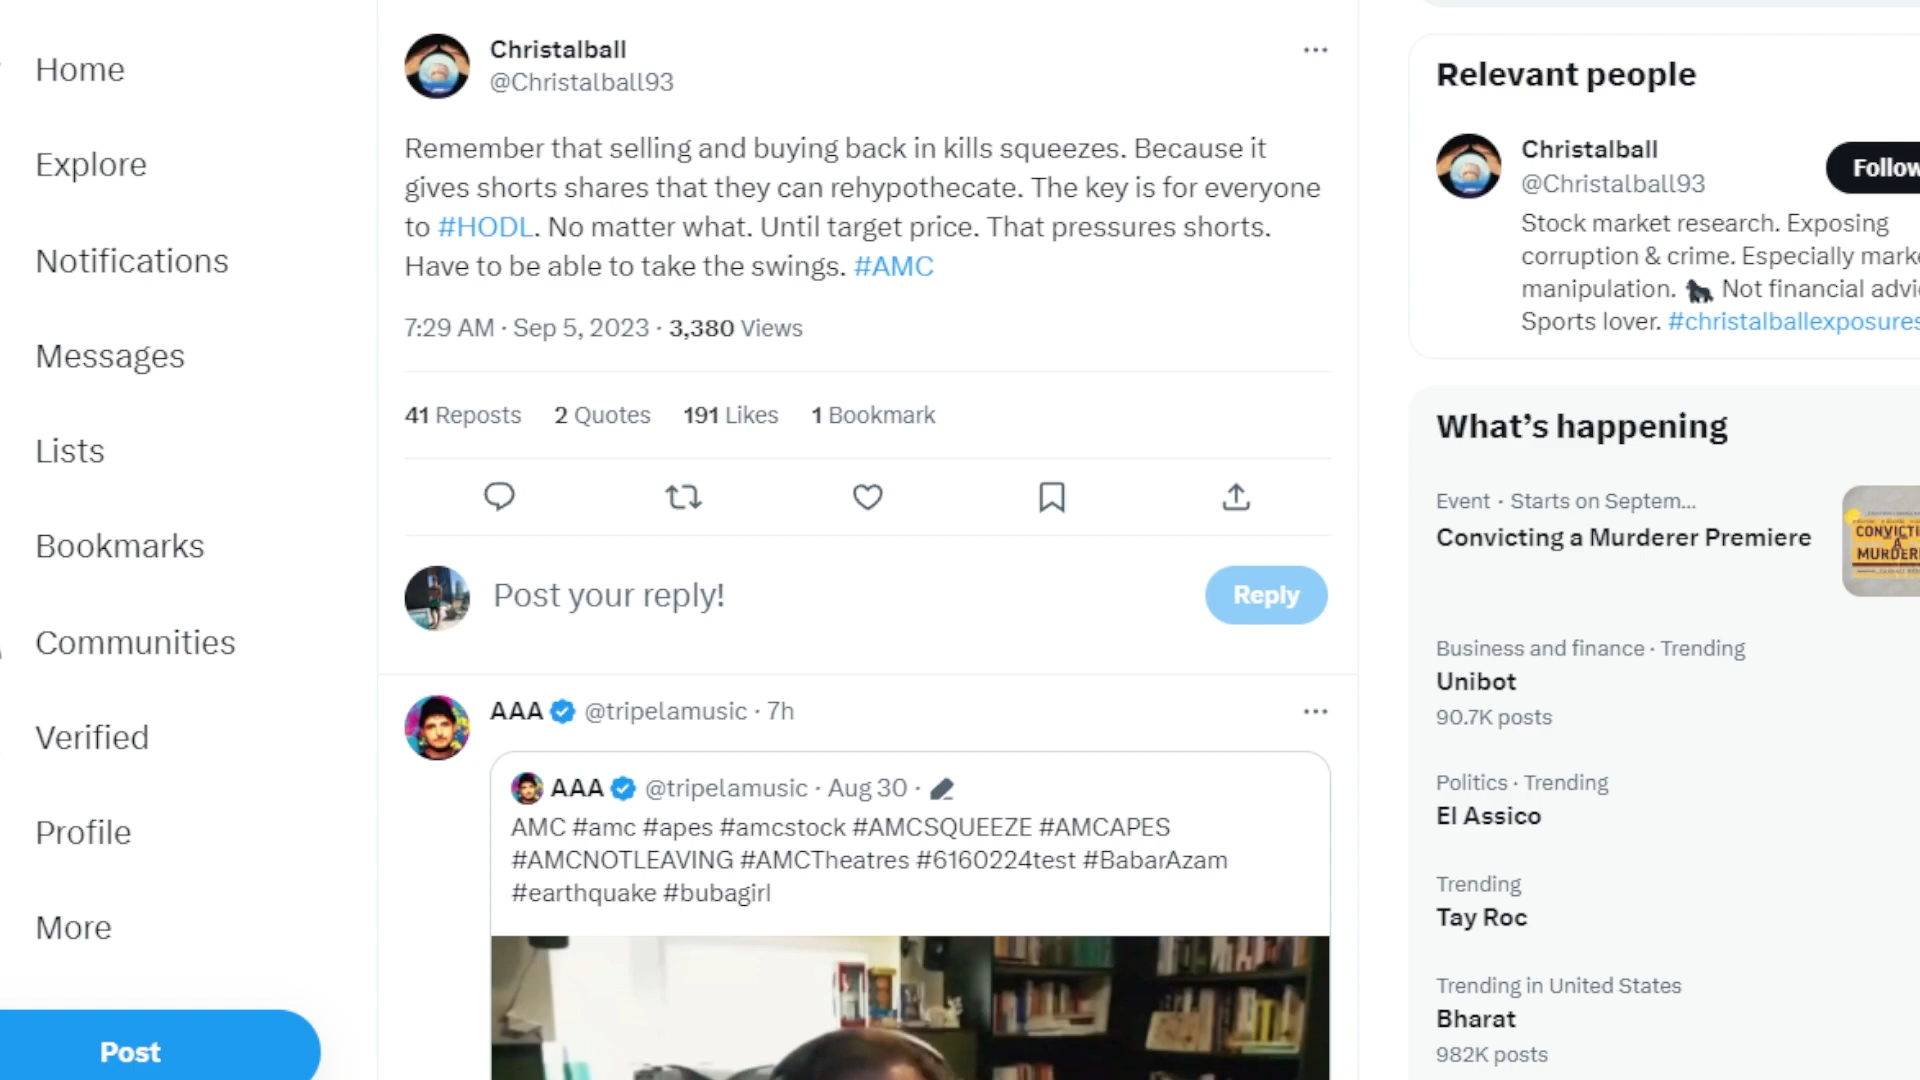 Home
Explore
Notifications
Messages
Lists
Bookmarks
Communities
Verified
Profile
More
Post
Christalball
@Christalball93
Remember that selling and buying back in kills squeezes. Because it
gives shorts shares that they can rehypothecate. The key is for everyone
to #HODL. No matter what. Until target price. That pressures shorts.
Have to be able to take the swings. #AMC
7:29 AM · Sep 5, 2023 · 3,380 Views
41 Reposts 2 Quotes 191 Likes 1 Bookmark
Post your reply!
Reply
AAA @tripelamusic · 7h
AAA @tripelamusic · Aug 30 ·
AMC #amc #apes #amcstock #AMCSQUEEZE #AMCAPES
#AMCNOTLEAVING #AMCTheatres #6160224test #BabarAzam
#earthquake #bubagirl
Relevant people
Christalball
@Christalball93
Follow
Stock market research. Exposing
corruption & crime. Especially marke
manipulation. 🦍 Not financial advi
Sports lover. #christalballexposures
What's happening
Event · Starts on Septem...
Convicting a Murderer Premiere
CONVICTI
A
MURDER
Business and finance · Trending
Unibot
90.7K posts
Politics · Trending
El Assico
Trending
Tay Roc
Trending in United States
Bharat
982K posts